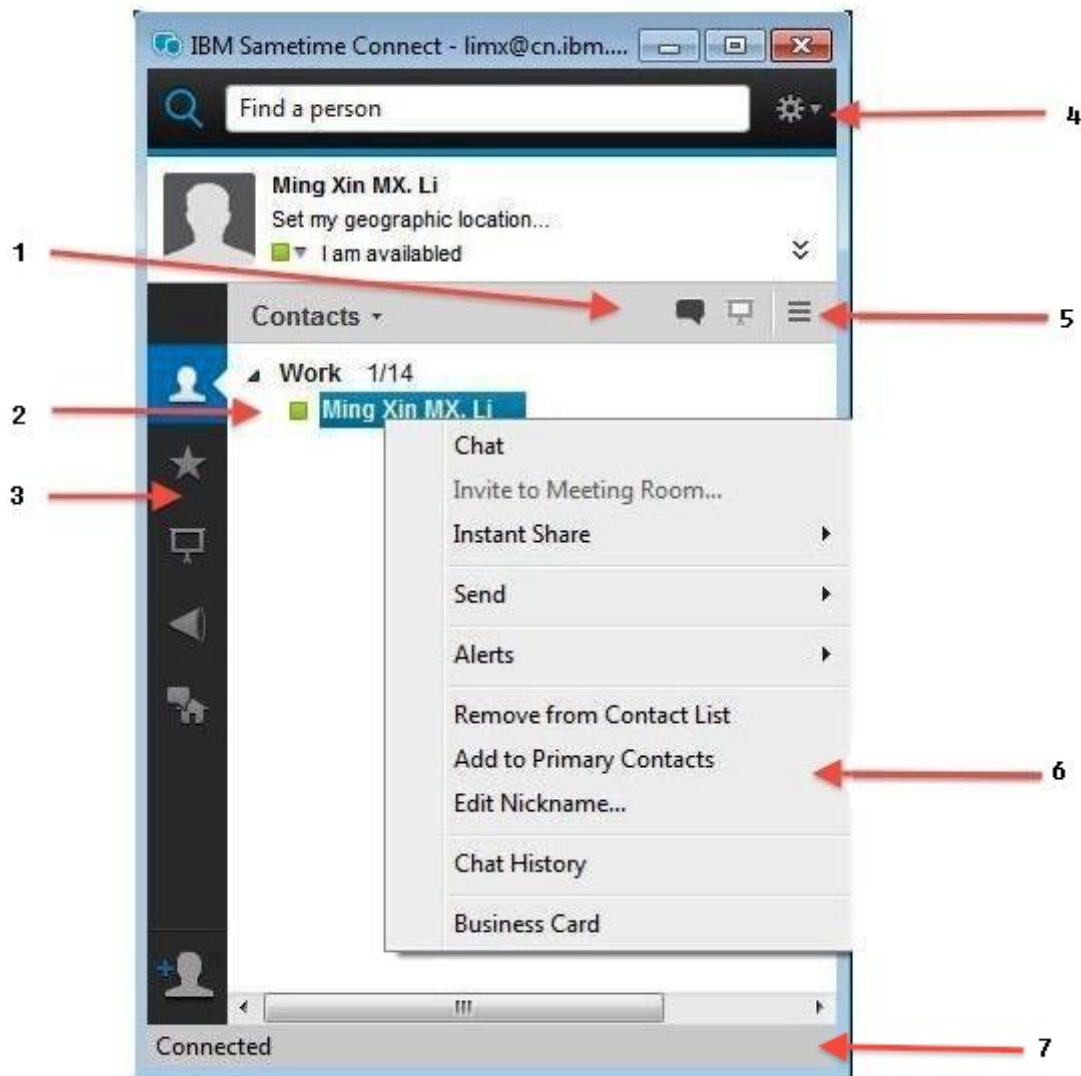 IBM Sametime Connect - limx@cn.ibm....
Find a person
4
Ming Xin MX. Li
Set my geographic location...
1
I am availabled
Contacts
5
Work 1/14
2
Ming Xin MX. Li
Chat
3
Invite to Meeting Room...
Instant Share
Send
Alerts
Remove from Contact List
Add to Primary Contacts
6
Edit Nickname...
Chat History
Business Card
Connected
7